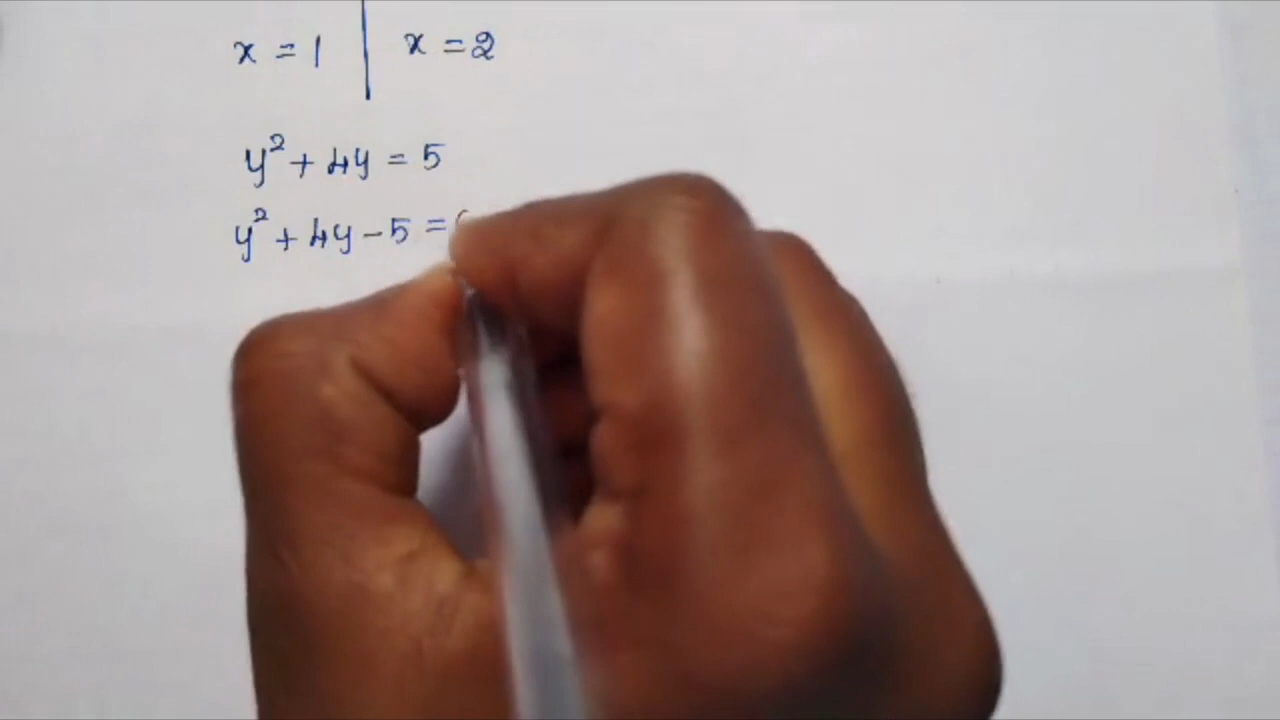 x = 1 | x = 2
y² + 4y = 5
y² + 4y - 5 =